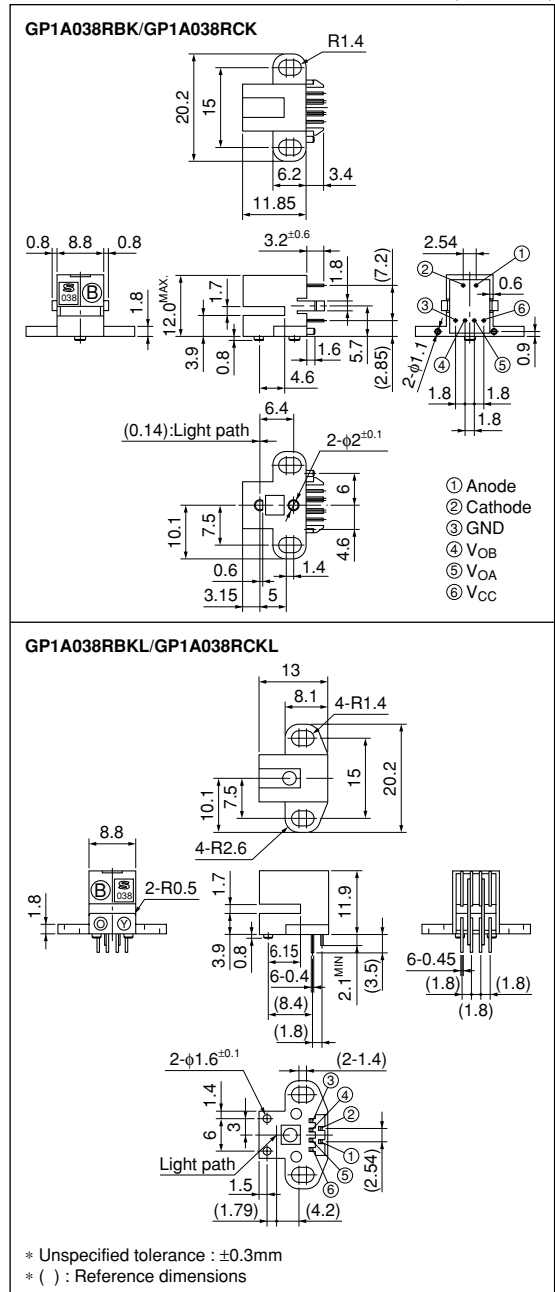 GP1A038RBK/GP1A038RCK
R1.4
20.2
15
6.2
3.4
11.85
0.8
8.8
0.8
S
038
B
1.8
12.0MAX.
3.9
1.7
0.8
3.2±0.6
1.8
(7.2)
1.6
5.7
(2.85)
4.6
2.54
①
②
0.6
③
⑥
2-φ1.1
④
⑤
0.9
1.8
1.8
1.8
6.4
(0.14):Light path
2-φ2±0.1
10.1
7.5
6
4.6
0.6
1.4
3.15
5
① Anode
② Cathode
③ GND
④ VOB
⑤ VOA
⑥ VCC
GP1A038RBKL/GP1A038RCKL
13
8.1
4-R1.4
10.1
7.5
15
20.2
4-R2.6
8.8
B
S
038
2-R0.5
O
Y
1.8
1.7
3.9
0.8
11.9
6.15
6-0.4
2.1MIN
(3.5)
(8.4)
(1.8)
6-0.45
(1.8)
(1.8)
(1.8)
2-φ1.6±0.1
(2-1.4)
1.4
6
3
③
④
②
①
⑤
⑥
(2.54)
Light path
1.5
(1.79)
(4.2)
* Unspecified tolerance : ±0.3mm
* ( ) : Reference dimensions